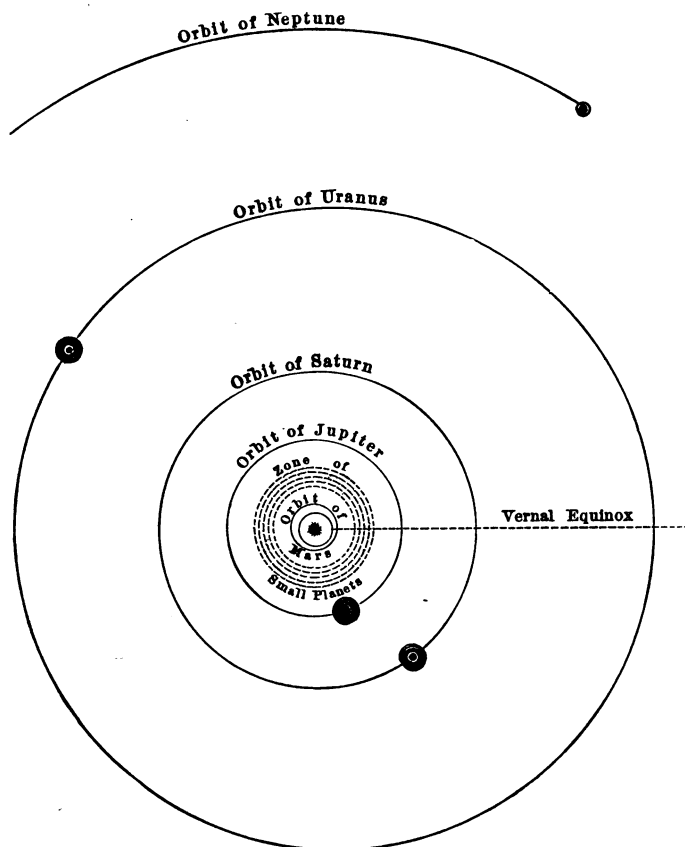 Orbit of Neptune
Orbit of Uranus
Orbit of Saturn
Orbit of Jupiter
Zone of
Orbit of
Mars
Small Planets
Vernal Equinox